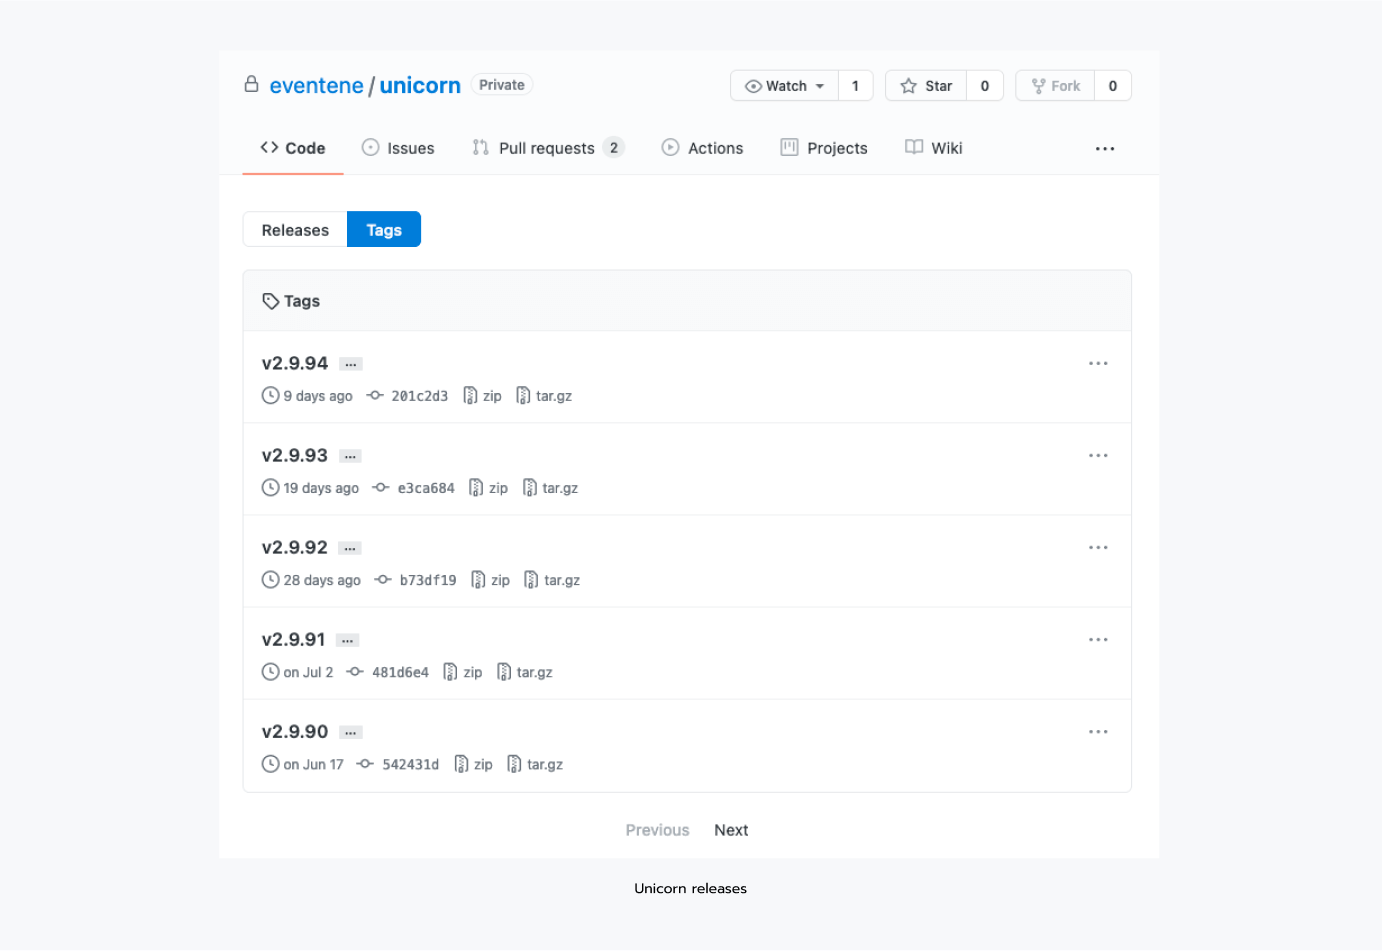 eventene / unicorn Private Watch 1 Star 0 Fork 0
Code Issues Pull requests 2 Actions Projects Wiki ...
Releases Tags
Tags
v2.9.94 ... ...
9 days ago 201c2d3 zip tar.gz
v2.9.93 ... ...
19 days ago e3ca684 zip tar.gz
v2.9.92 ... ...
28 days ago b73df19 zip tar.gz
v2.9.91 ... ...
on Jul 2 481d6e4 zip tar.gz
v2.9.90 ... ...
on Jun 17 542431d zip tar.gz
Previous Next
Unicorn releases